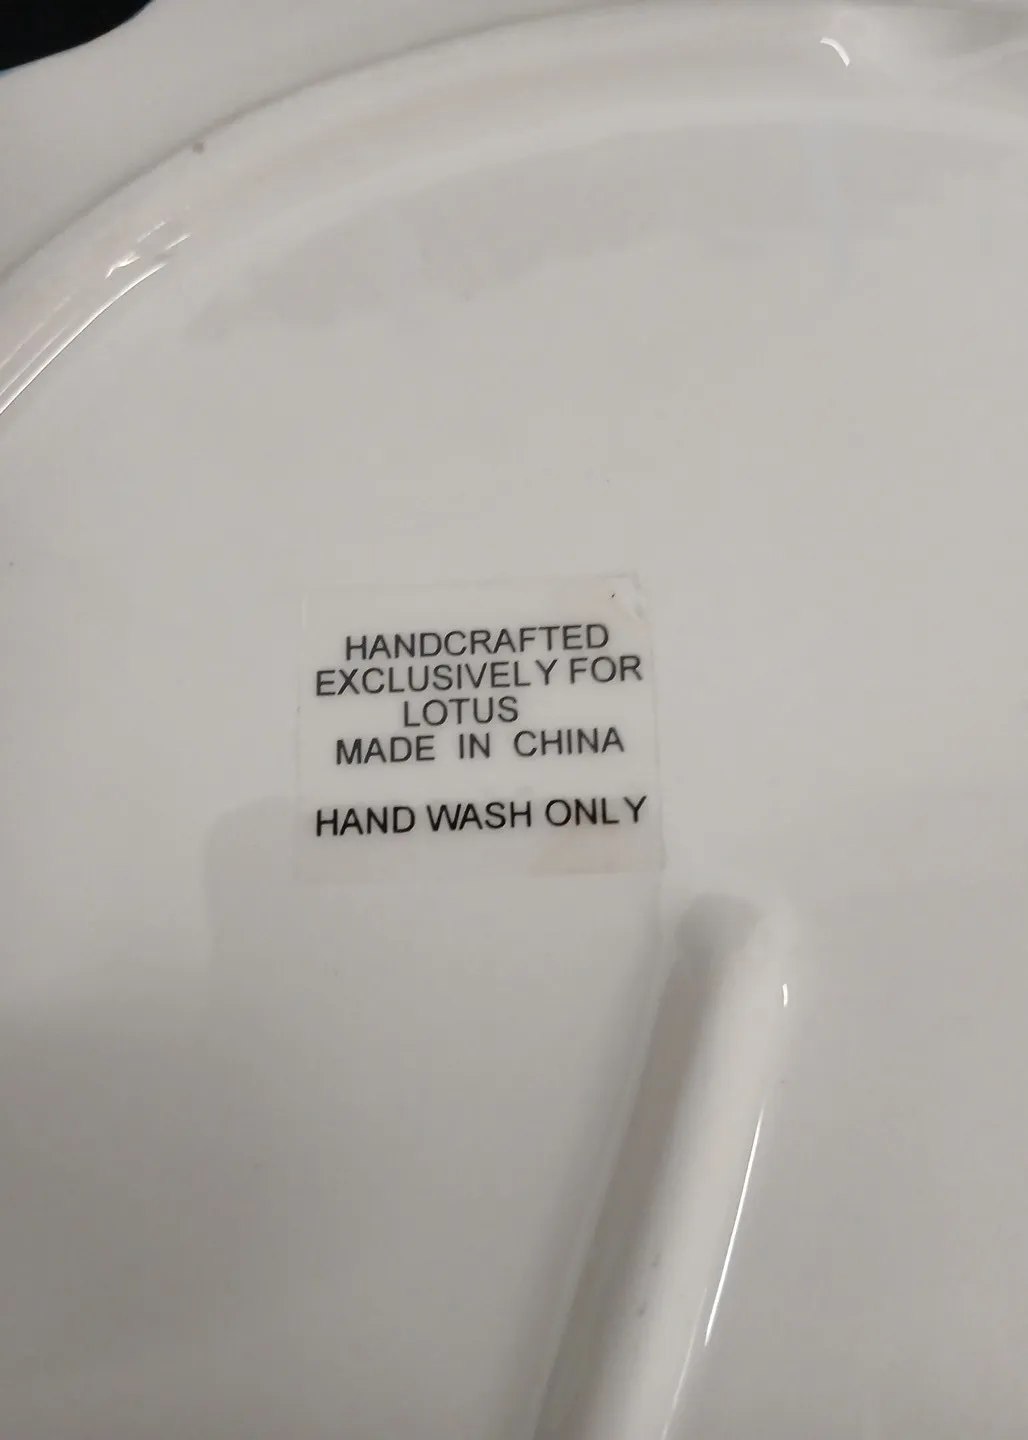 HANDCRAFTED
EXCLUSIVELY FOR
LOTUS
MADE IN CHINA
HAND WASH ONLY